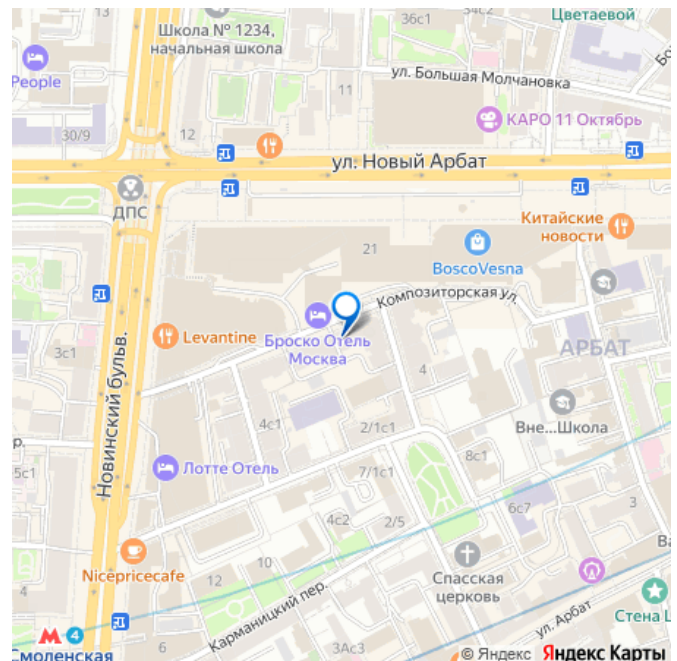 36с1
Цветаевой
Школа № 1234,
начальная школа
People
ул. Большая Молчановка
11
КАРО 11 Октябрь
30/9
12
ул. Новый Арбат
ДПС
Китайские
новости
21
BoscoVesna
Композиторская ул.
Levantine
Броско Отель
Москва
АРБАТ
3с1
4
Новинский бульв.
4с1
2/1с1
Вне...Школа
р.
5с1
Лотте Отель
7/1с1
8с1
6с7
3
4с2
2/5
Nicepricecafe
10
12
Спасская
церковь
4
Карманицкий пер.
ул. Арбат
Стена Ц
4
Смоленская
6
3Ас3
© Яндекс Яндекс Карты